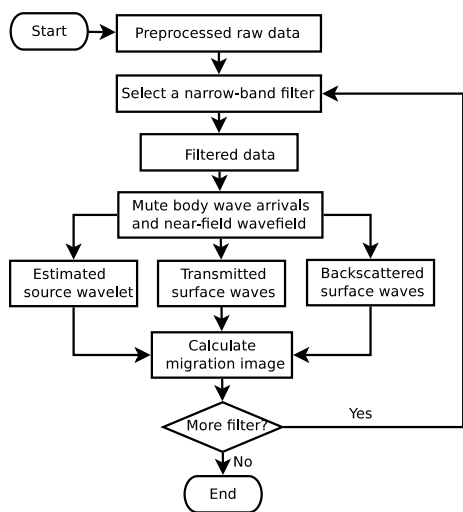 Start
Preprocessed raw data
Select a narrow-band filter
Filtered data
Mute body wave arrivals
and near-field wavefield
Estimated
source wavelet
Transmitted
surface waves
Backscattered
surface waves
Calculate
migration image
More filter?
Yes
No
End